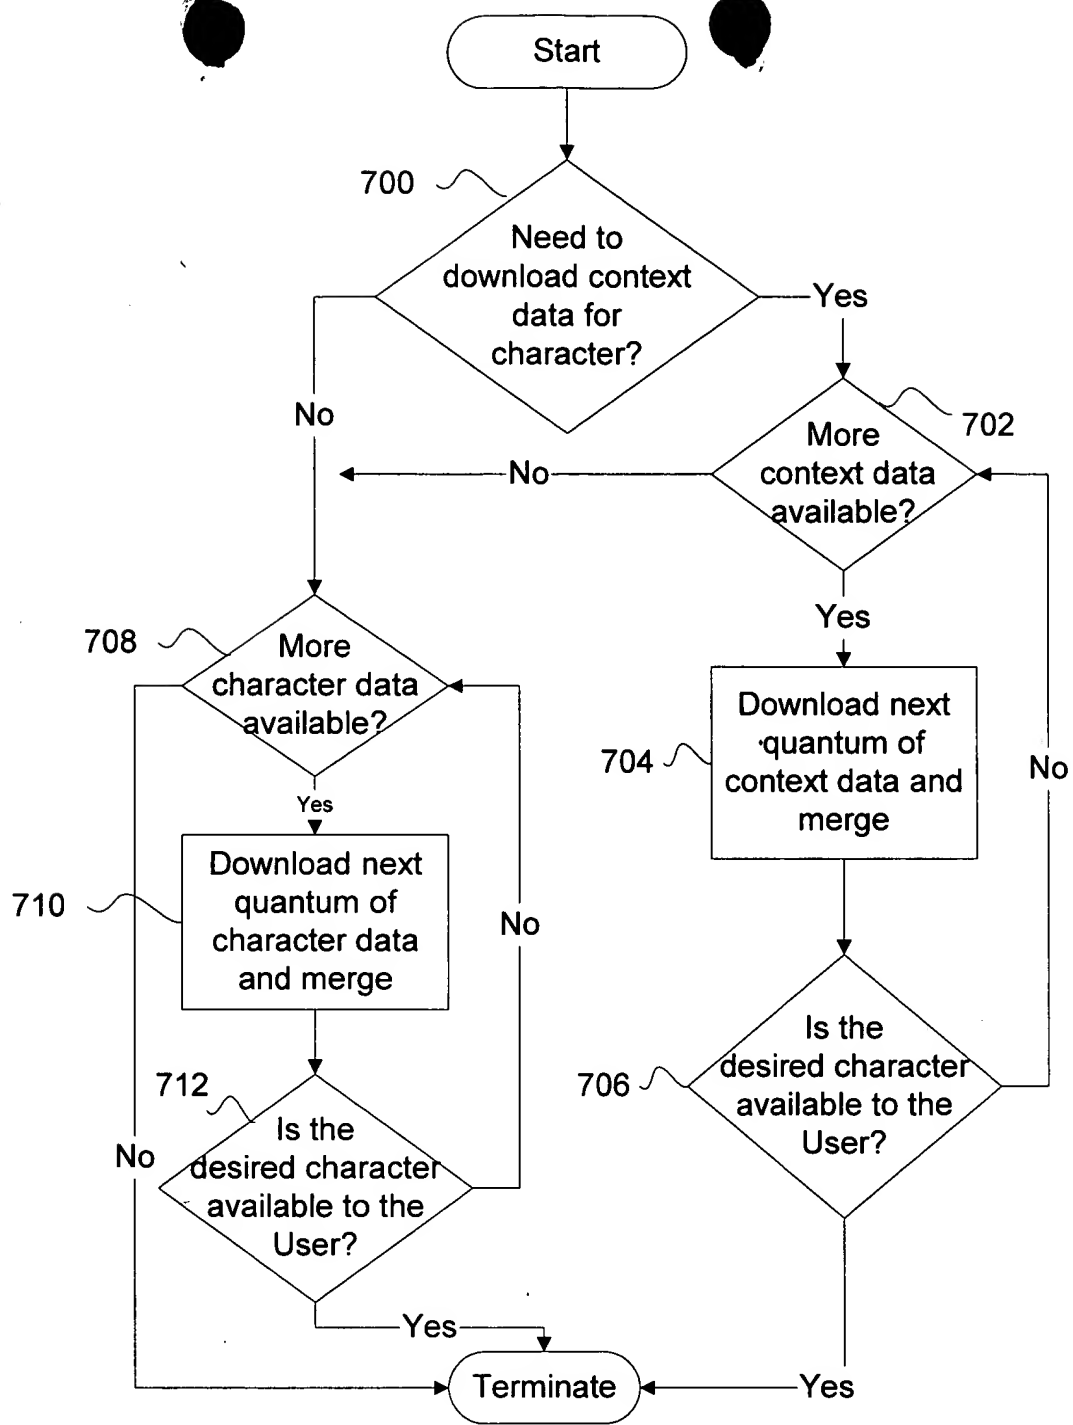 Start
700
Need to
download context
data for
character?
Yes
No
702
More
context data
available?
No
Yes
708
More
character data
available?
704
Download next
quantum of
context data and
merge
No
Yes
710
Download next
quantum of
character data
and merge
No
706
Is the
desired character
available to the
User?
712
Is the
desired character
available to the
User?
No
Yes
Terminate
Yes